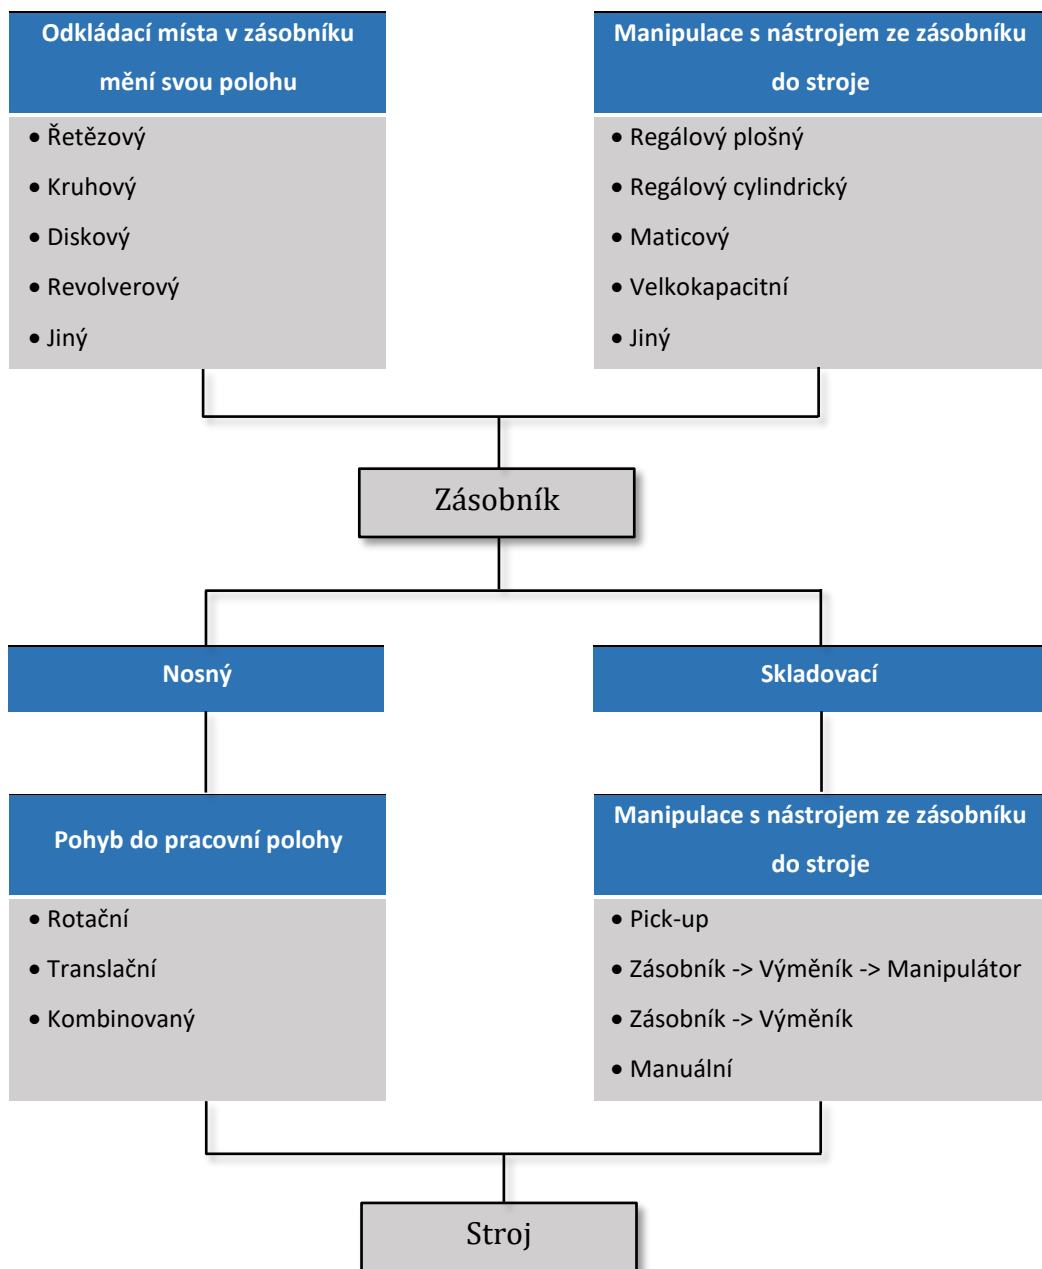 Odkládací místa v zásobníku
mění svou polohu
• Řetězový
• Kruhový
• Diskový
• Revolverový
• Jiný
Manipulace s nástrojem ze zásobníku
do stroje
• Regálový plošný
• Regálový cylindrický
• Maticový
• Velkokapacitní
• Jiný
Zásobník
Nosný
Skladovací
Pohyb do pracovní polohy
• Rotační
• Translační
• Kombinovaný
Manipulace s nástrojem ze zásobníku
do stroje
• Pick-up
• Zásobník -> Výměník -> Manipulátor
• Zásobník -> Výměník
• Manuální
Stroj